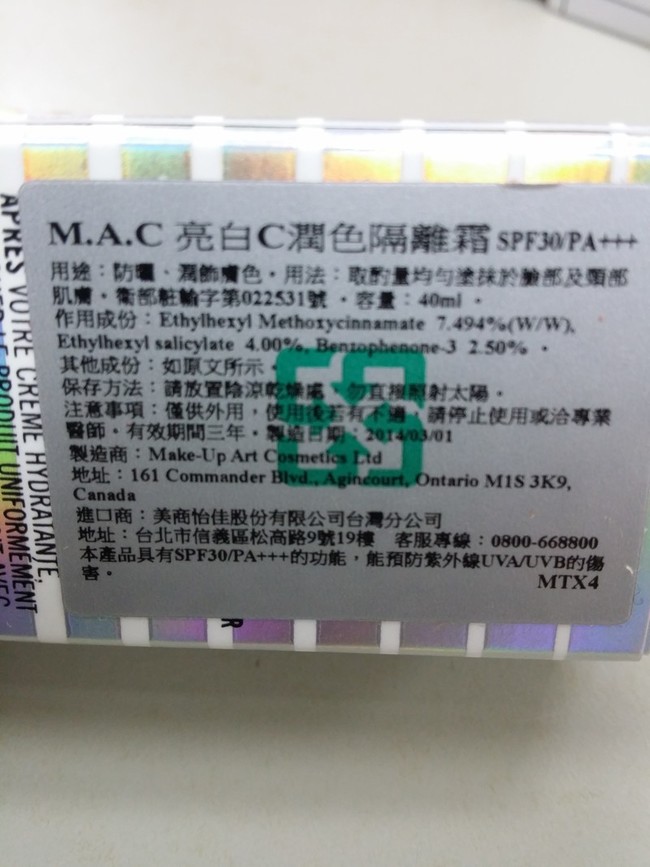 M.A.C 亮白C潤色隔離霜 SPF30/PA+++
用途：防曬、潤飾膚色。用法：取酌量均勻塗抹於臉部及頸部
肌膚。衛部粧輸字第022531號。容量：40ml。
作用成份：Ethylhexyl Methoxycinnamate 7.494%(W/W),
Ethylhexyl salicylate 4.00%, Benzophenone-3 2.50%。
其他成份：如原文所示。
保存方法：請放置陰涼乾燥處，勿直接照射太陽。
注意事項：僅供外用，使用後若有不適，請停止使用或洽專業
醫師。有效期間三年。製造日期：2014/03/01
製造商：Make-Up Art Cosmetics Ltd
地址：161 Commander Blvd., Agincourt, Ontario M1S 3K9,
Canada
進口商：美商怡佳股份有限公司台灣分公司
地址：台北市信義區松高路9號19樓 客服專線：0800-668800
本產品具有SPF30/PA+++的功能，能預防紫外線UVA/UVB的傷
害。
MTX4
APRÈS VOTRE CRÈME HYDRATANTE,
PRODUIT UNIFORMÉMENT